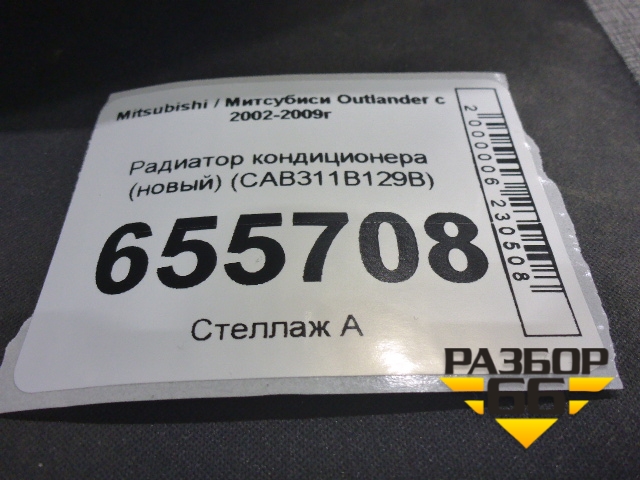 Mitsubishi / Митсубиси Outlander с
2002-2009г
Радиатор кондиционера
(новый) (CAB311B129B)
655708
Стеллаж А
2000006230508
РАЗБОР
66